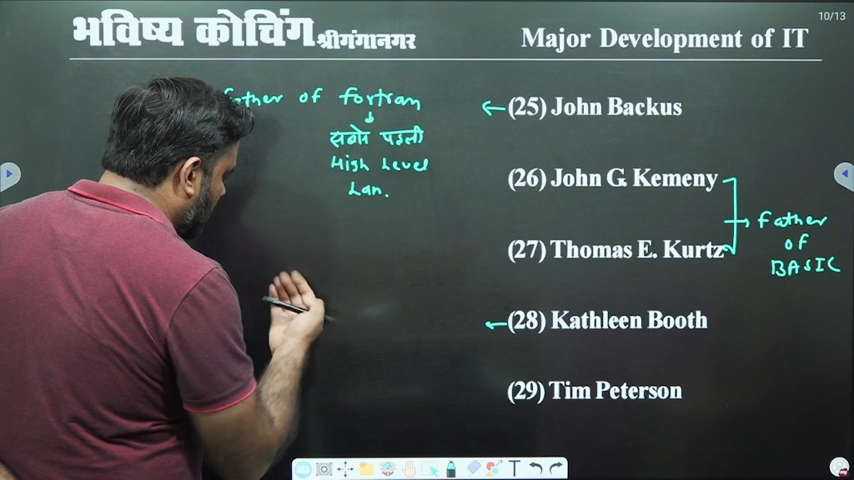 10/13
भविष्य कोचिंग श्रीगंगानगर
Major Development of IT
Father of fortran
सबसे पहली
High Level
Lan.
(25) John Backus
(26) John G. Kemeny
(27) Thomas E. Kurtz
Father
of
BASIC
(28) Kathleen Booth
(29) Tim Peterson
T